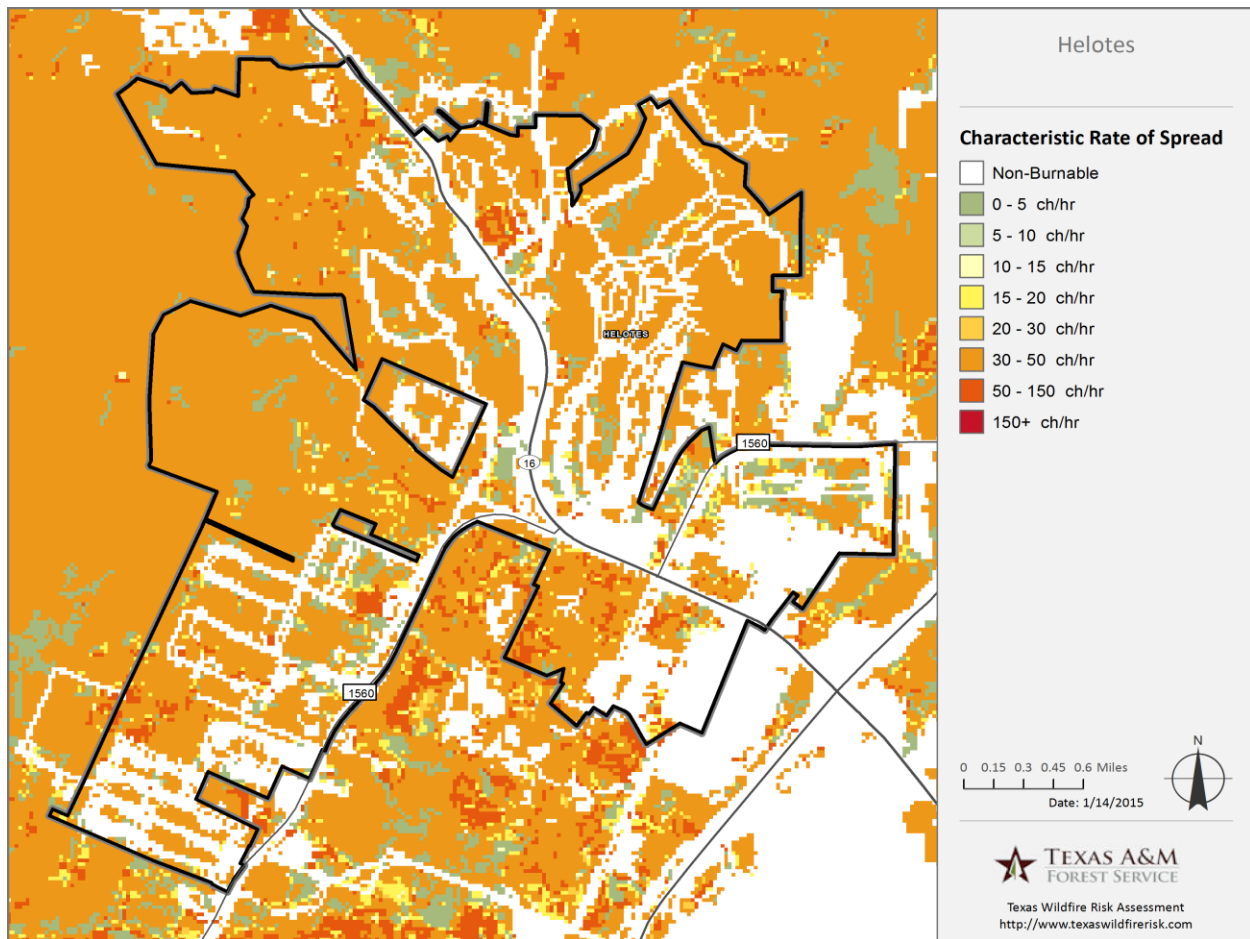 Helotes
Characteristic Rate of Spread
Non-Burnable
0 - 5 ch/hr
5 - 10 ch/hr
10 - 15 ch/hr
15 - 20 ch/hr
20 - 30 ch/hr
30 - 50 ch/hr
50 - 150 ch/hr
150+ ch/hr
HELOTES
1560
16
1560
N
0 0.15 0.3 0.45 0.6 Miles
Date: 1/14/2015
TEXAS A&M
FOREST SERVICE
Texas Wildfire Risk Assessment
http://www.texaswildfirerisk.com